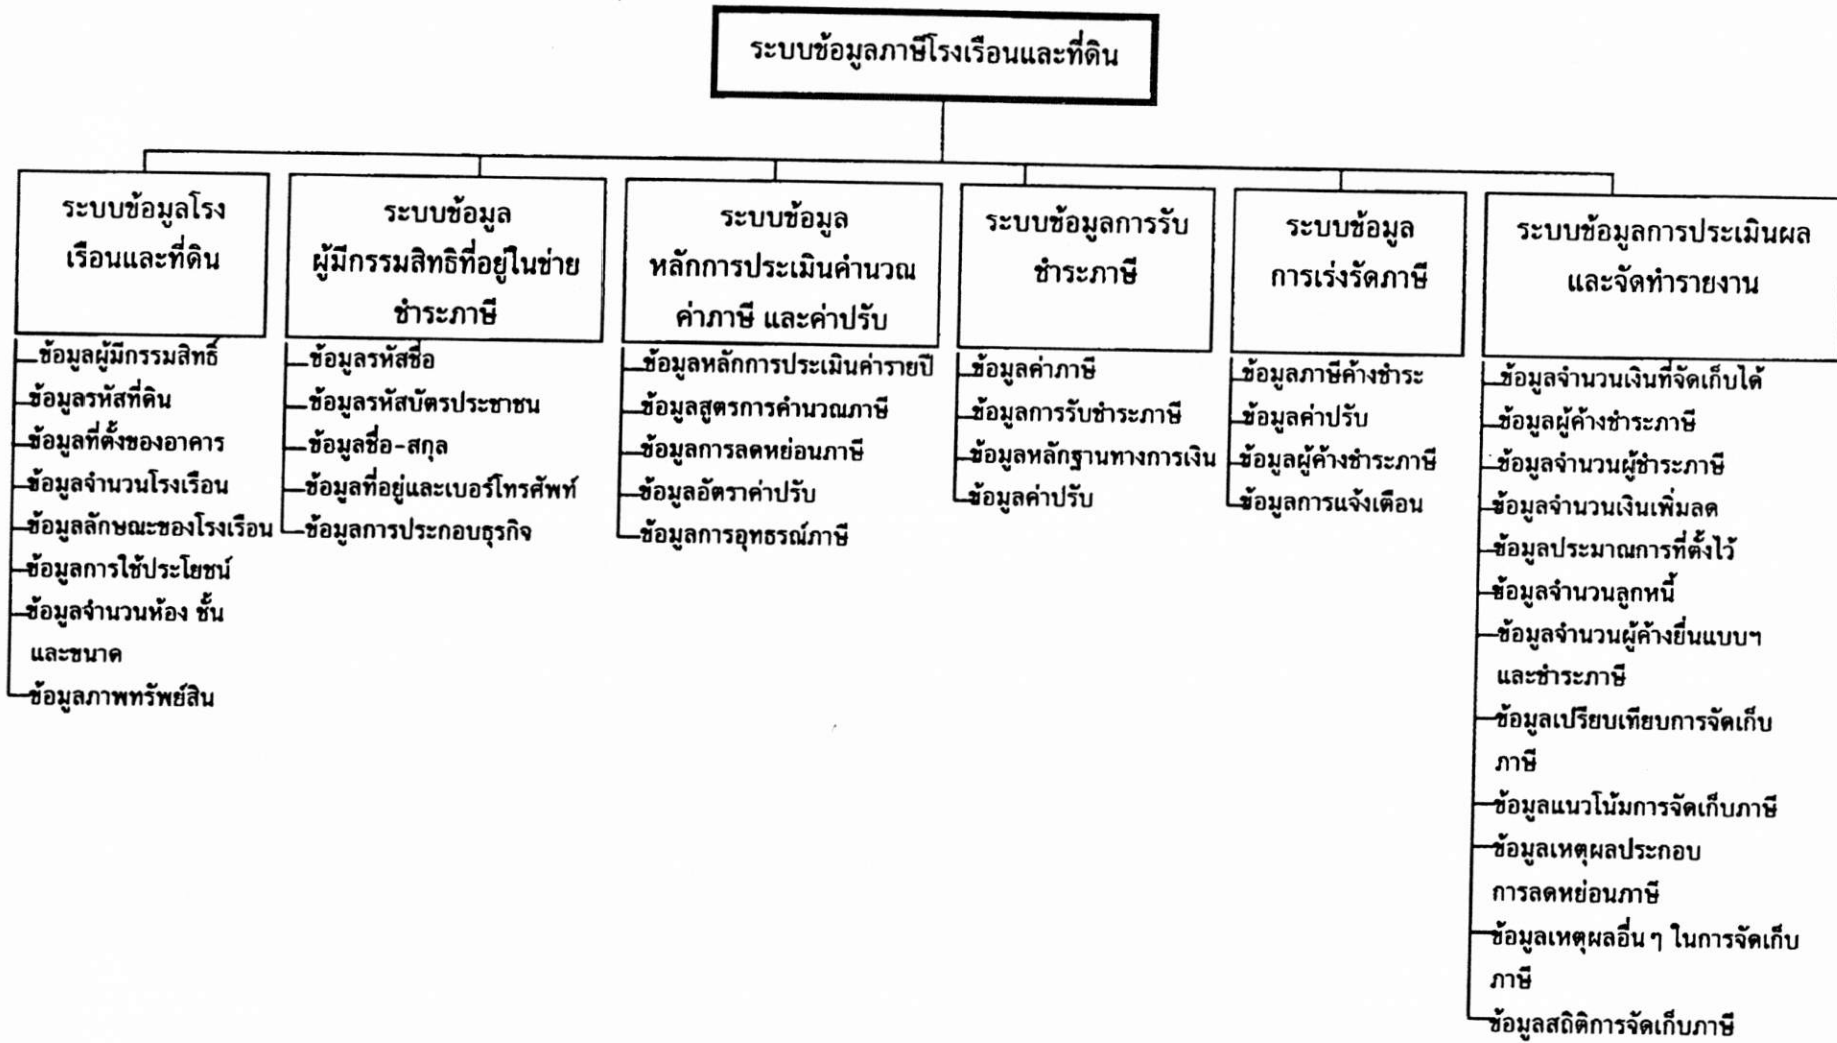 ระบบข้อมูลภาษีโรงเรือนและที่ดิน
ระบบข้อมูลโรง
เรือนและที่ดิน
ข้อมูลผู้มีกรรมสิทธิ์
ข้อมูลรหัสที่ดิน
ข้อมูลที่ตั้งของอาคาร
ข้อมูลจำนวนโรงเรือน
ข้อมูลลักษณะของโรงเรือน
ข้อมูลการใช้ประโยชน์
ข้อมูลจำนวนห้อง ชั้น
และขนาด
ข้อมูลภาพทรัพย์สิน
ระบบข้อมูล
ผู้มีกรรมสิทธิที่อยู่ในข่าย
ชำระภาษี
ข้อมูลรหัสชื่อ
ข้อมูลรหัสบัตรประชาชน
ข้อมูลชื่อ-สกุล
ข้อมูลที่อยู่และเบอร์โทรศัพท์
ข้อมูลการประกอบธุรกิจ
ระบบข้อมูล
หลักการประเมินคำนวณ
ค่าภาษี และค่าปรับ
ข้อมูลหลักการประเมินค่ารายปี
ข้อมูลสูตรการคำนวณภาษี
ข้อมูลการลดหย่อนภาษี
ข้อมูลอัตราค่าปรับ
ข้อมูลการอุทธรณ์ภาษี
ระบบข้อมูลการรับ
ชำระภาษี
ข้อมูลค่าภาษี
ข้อมูลการรับชำระภาษี
ข้อมูลหลักฐานทางการเงิน
ข้อมูลค่าปรับ
ระบบข้อมูล
การเร่งรัดภาษี
ข้อมูลภาษีค้างชำระ
ข้อมูลค่าปรับ
ข้อมูลผู้ค้างชำระภาษี
ข้อมูลการแจ้งเตือน
ระบบข้อมูลการประเมินผล
และจัดทำรายงาน
ข้อมูลจำนวนเงินที่จัดเก็บได้
ข้อมูลผู้ค้างชำระภาษี
ข้อมูลจำนวนผู้ชำระภาษี
ข้อมูลจำนวนเงินเพิ่มลด
ข้อมูลประมาณการที่ตั้งไว้
ข้อมูลจำนวนลูกหนี้
ข้อมูลจำนวนผู้ค้างยื่นแบบฯ
และชำระภาษี
ข้อมูลเปรียบเทียบการจัดเก็บ
ภาษี
ข้อมูลแนวโน้มการจัดเก็บภาษี
ข้อมูลเหตุผลประกอบ
การลดหย่อนภาษี
ข้อมูลเหตุผลอื่น ๆ ในการจัดเก็บ
ภาษี
ข้อมูลสถิติการจัดเก็บภาษี